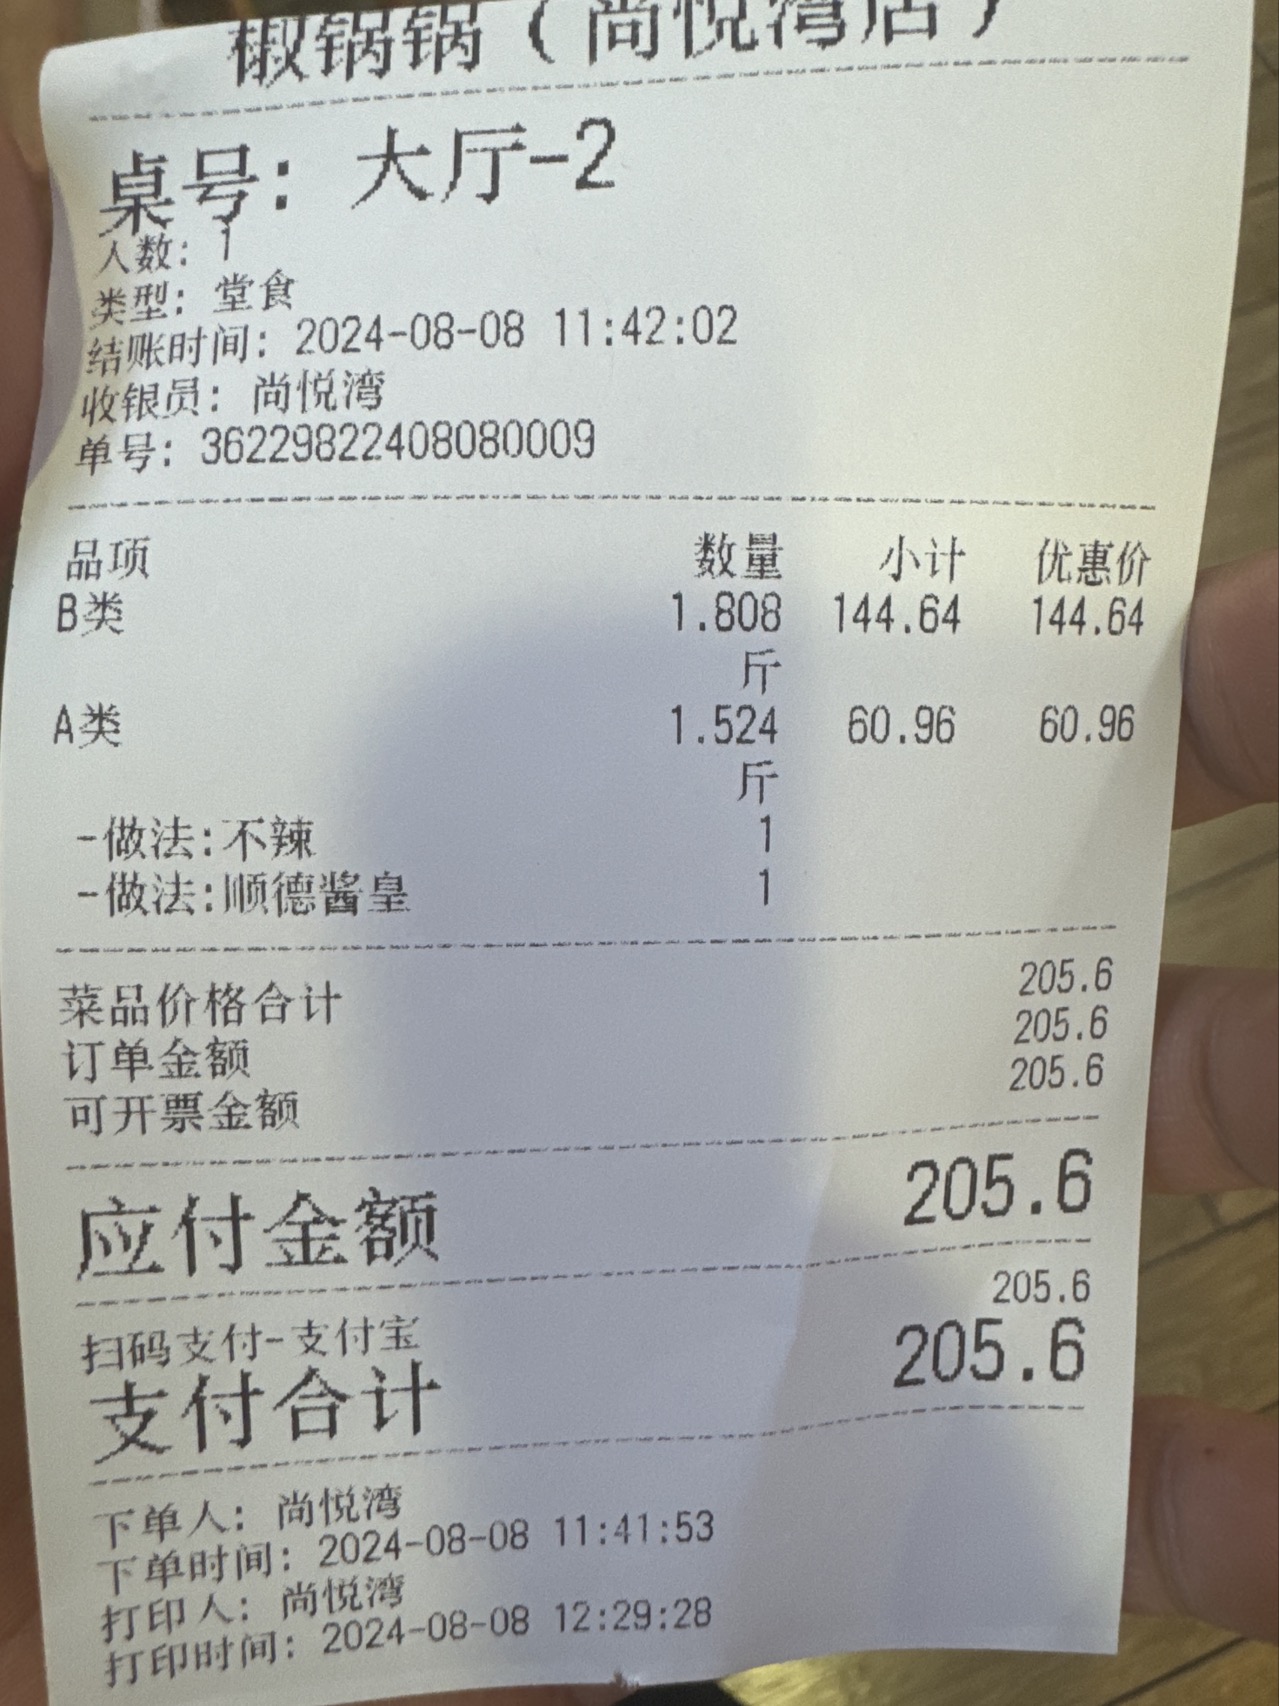 椒锅锅（尚悦湾店）
桌号： 大厅-2
人数： 1
类型： 堂食
结账时间： 2024-08-08 11:42:02
收银员： 尚悦湾
单号： 36229822408080009
品项 数量 小计 优惠价
B类 1.808 144.64 144.64
斤
A类 1.524 60.96 60.96
斤
-做法:不辣 1
-做法:顺德酱皇 1
菜品价格合计 205.6
订单金额 205.6
可开票金额 205.6
应付金额 205.6
扫码支付-支付宝 205.6
支付合计 205.6
下单人： 尚悦湾
下单时间： 2024-08-08 11:41:53
打印人： 尚悦湾
打印时间： 2024-08-08 12:29:28